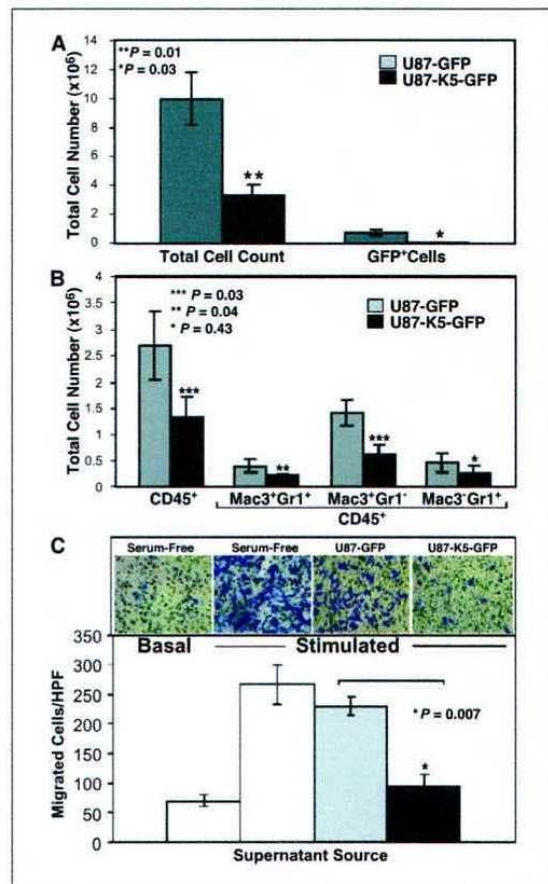 A
**P = 0.01
*P = 0.03
U87-GFP
U87-K5-GFP
Total Cell Number (x10⁶)
14
12
10
8
6
4
2
0
**
*
Total Cell Count
GFP⁺Cells
B
*** P = 0.03
** P = 0.04
* P = 0.43
U87-GFP
U87-K5-GFP
Total Cell Number (x10⁶)
4
3.5
3
2.5
2
1.5
1
0.5
0
***
**
***
*
CD45⁺
Mac3⁺Gr1⁺
Mac3⁺Gr1⁻
Mac3⁻Gr1⁺
CD45⁺
C
Serum-Free
Serum-Free
U87-GFP
U87-K5-GFP
Basal
Stimulated
Migrated Cells/HPF
350
300
250
200
150
100
50
0
* P = 0.007
*
Supernatant Source